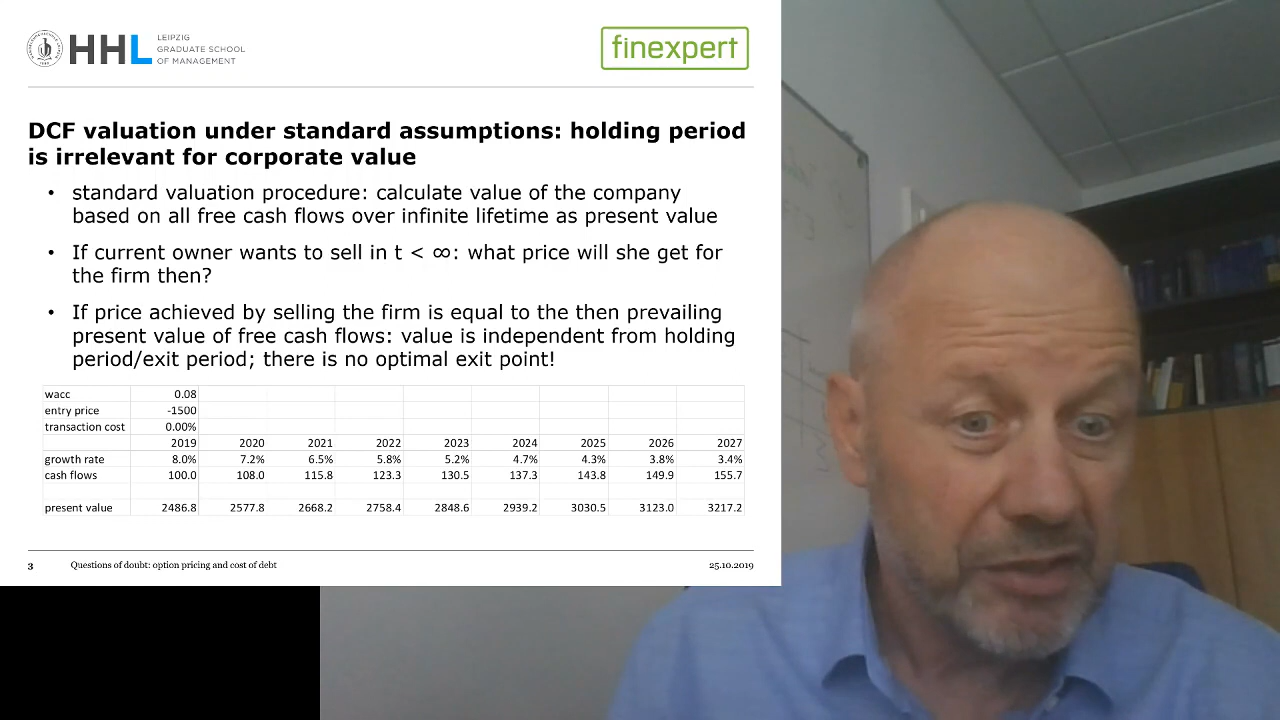 HHL
LEIPZIG
GRADUATE SCHOOL
OF MANAGEMENT
finexpert
DCF valuation under standard assumptions: holding period
is irrelevant for corporate value
• standard valuation procedure: calculate value of the company
based on all free cash flows over infinite lifetime as present value
• If current owner wants to sell in t < ∞: what price will she get for
the firm then?
• If price achieved by selling the firm is equal to the then prevailing
present value of free cash flows: value is independent from holding
period/exit period; there is no optimal exit point!
wacc 0.08
entry price -1500
transaction cost 0.00%
2019 2020 2021 2022 2023 2024 2025 2026 2027
growth rate 8.0% 7.2% 6.5% 5.8% 5.2% 4.7% 4.3% 3.8% 3.4%
cash flows 100.0 108.0 115.8 123.3 130.5 137.3 143.8 149.9 155.7
present value 2486.8 2577.8 2668.2 2758.4 2848.6 2939.2 3030.5 3123.0 3217.2
3 Questions of doubt: option pricing and cost of debt 25.10.2019